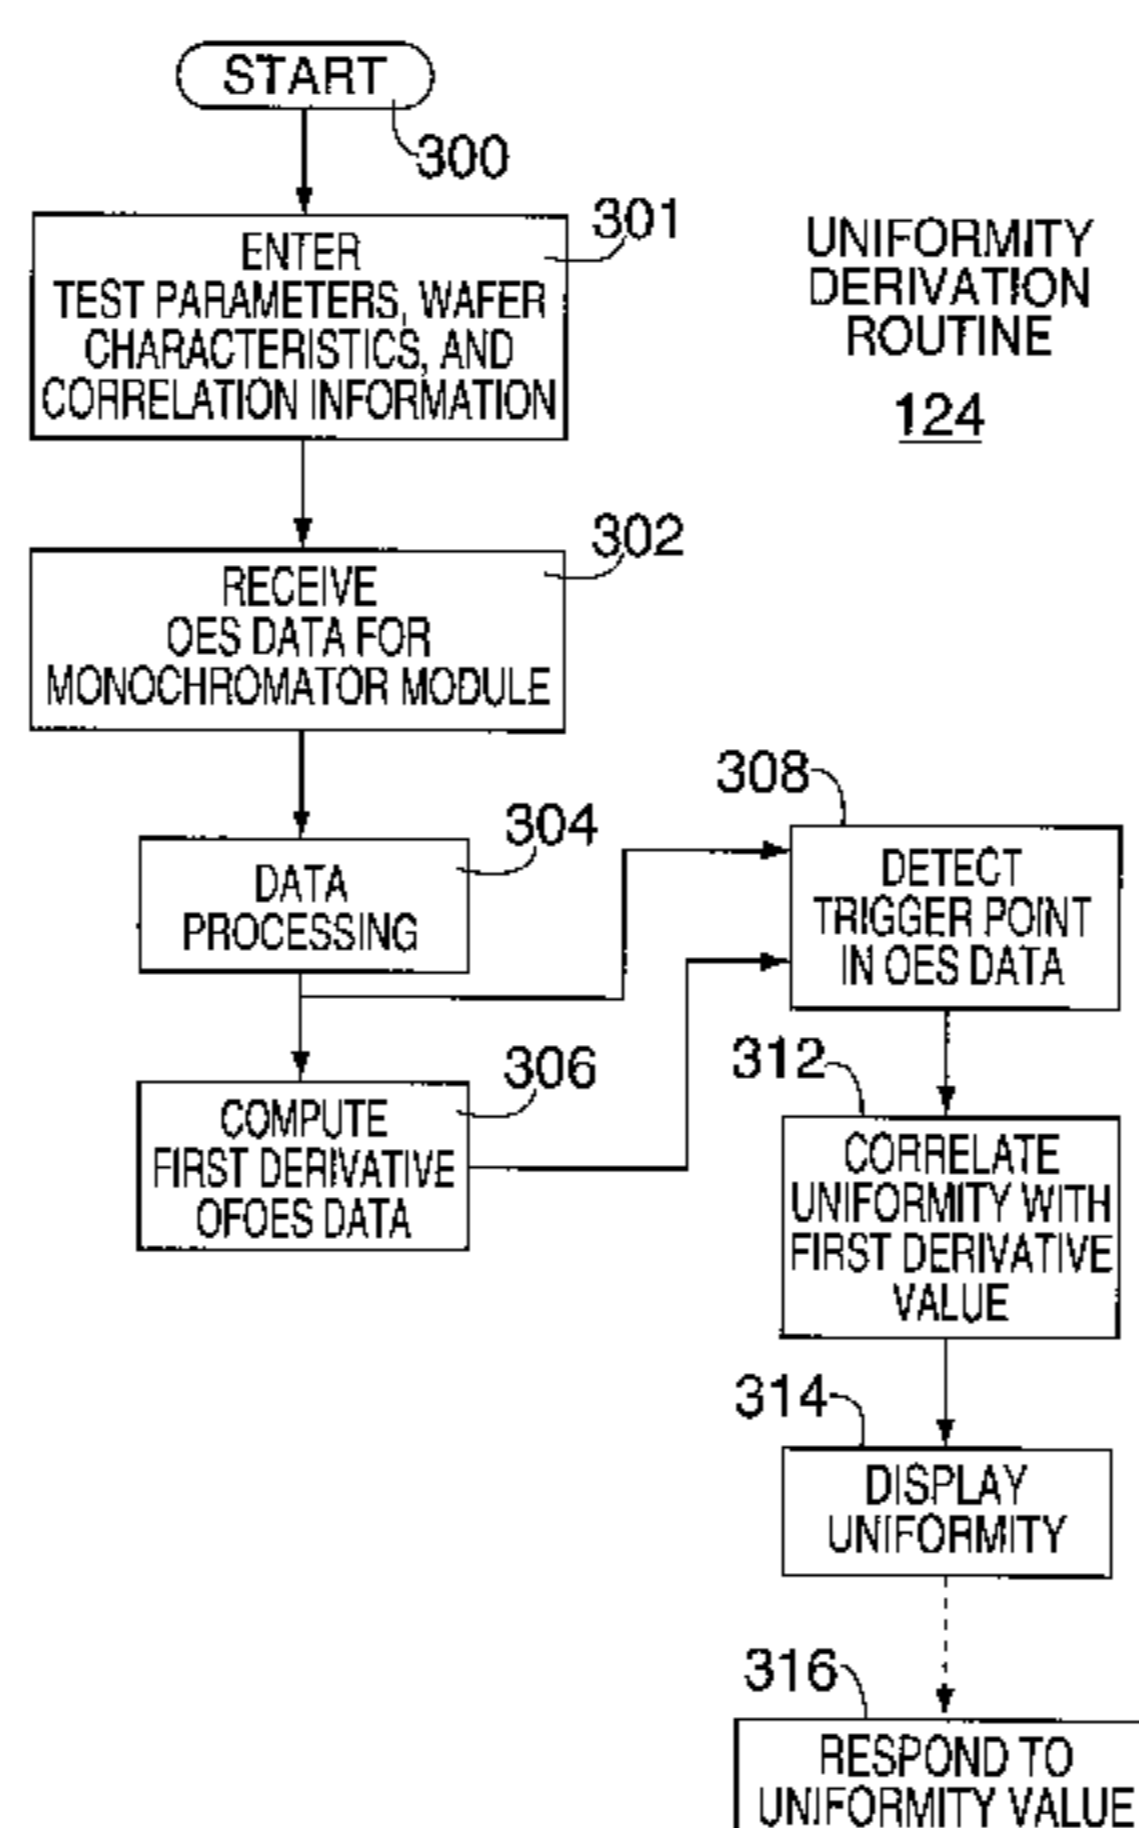 START
300
301
ENTER
TEST PARAMETERS, WAFER
CHARACTERISTICS, AND
CORRELATION INFORMATION
UNIFORMITY
DERIVATION
ROUTINE
124
302
RECEIVE
OES DATA FOR
MONOCHROMATOR MODULE
304
DATA
PROCESSING
306
COMPUTE
FIRST DERIVATIVE
OFOES DATA
308
DETECT
TRIGGER POINT
IN OES DATA
312
CORRELATE
UNIFORMITY WITH
FIRST DERIVATIVE
VALUE
314
DISPLAY
UNIFORMITY
316
RESPOND TO
UNIFORMITY VALUE